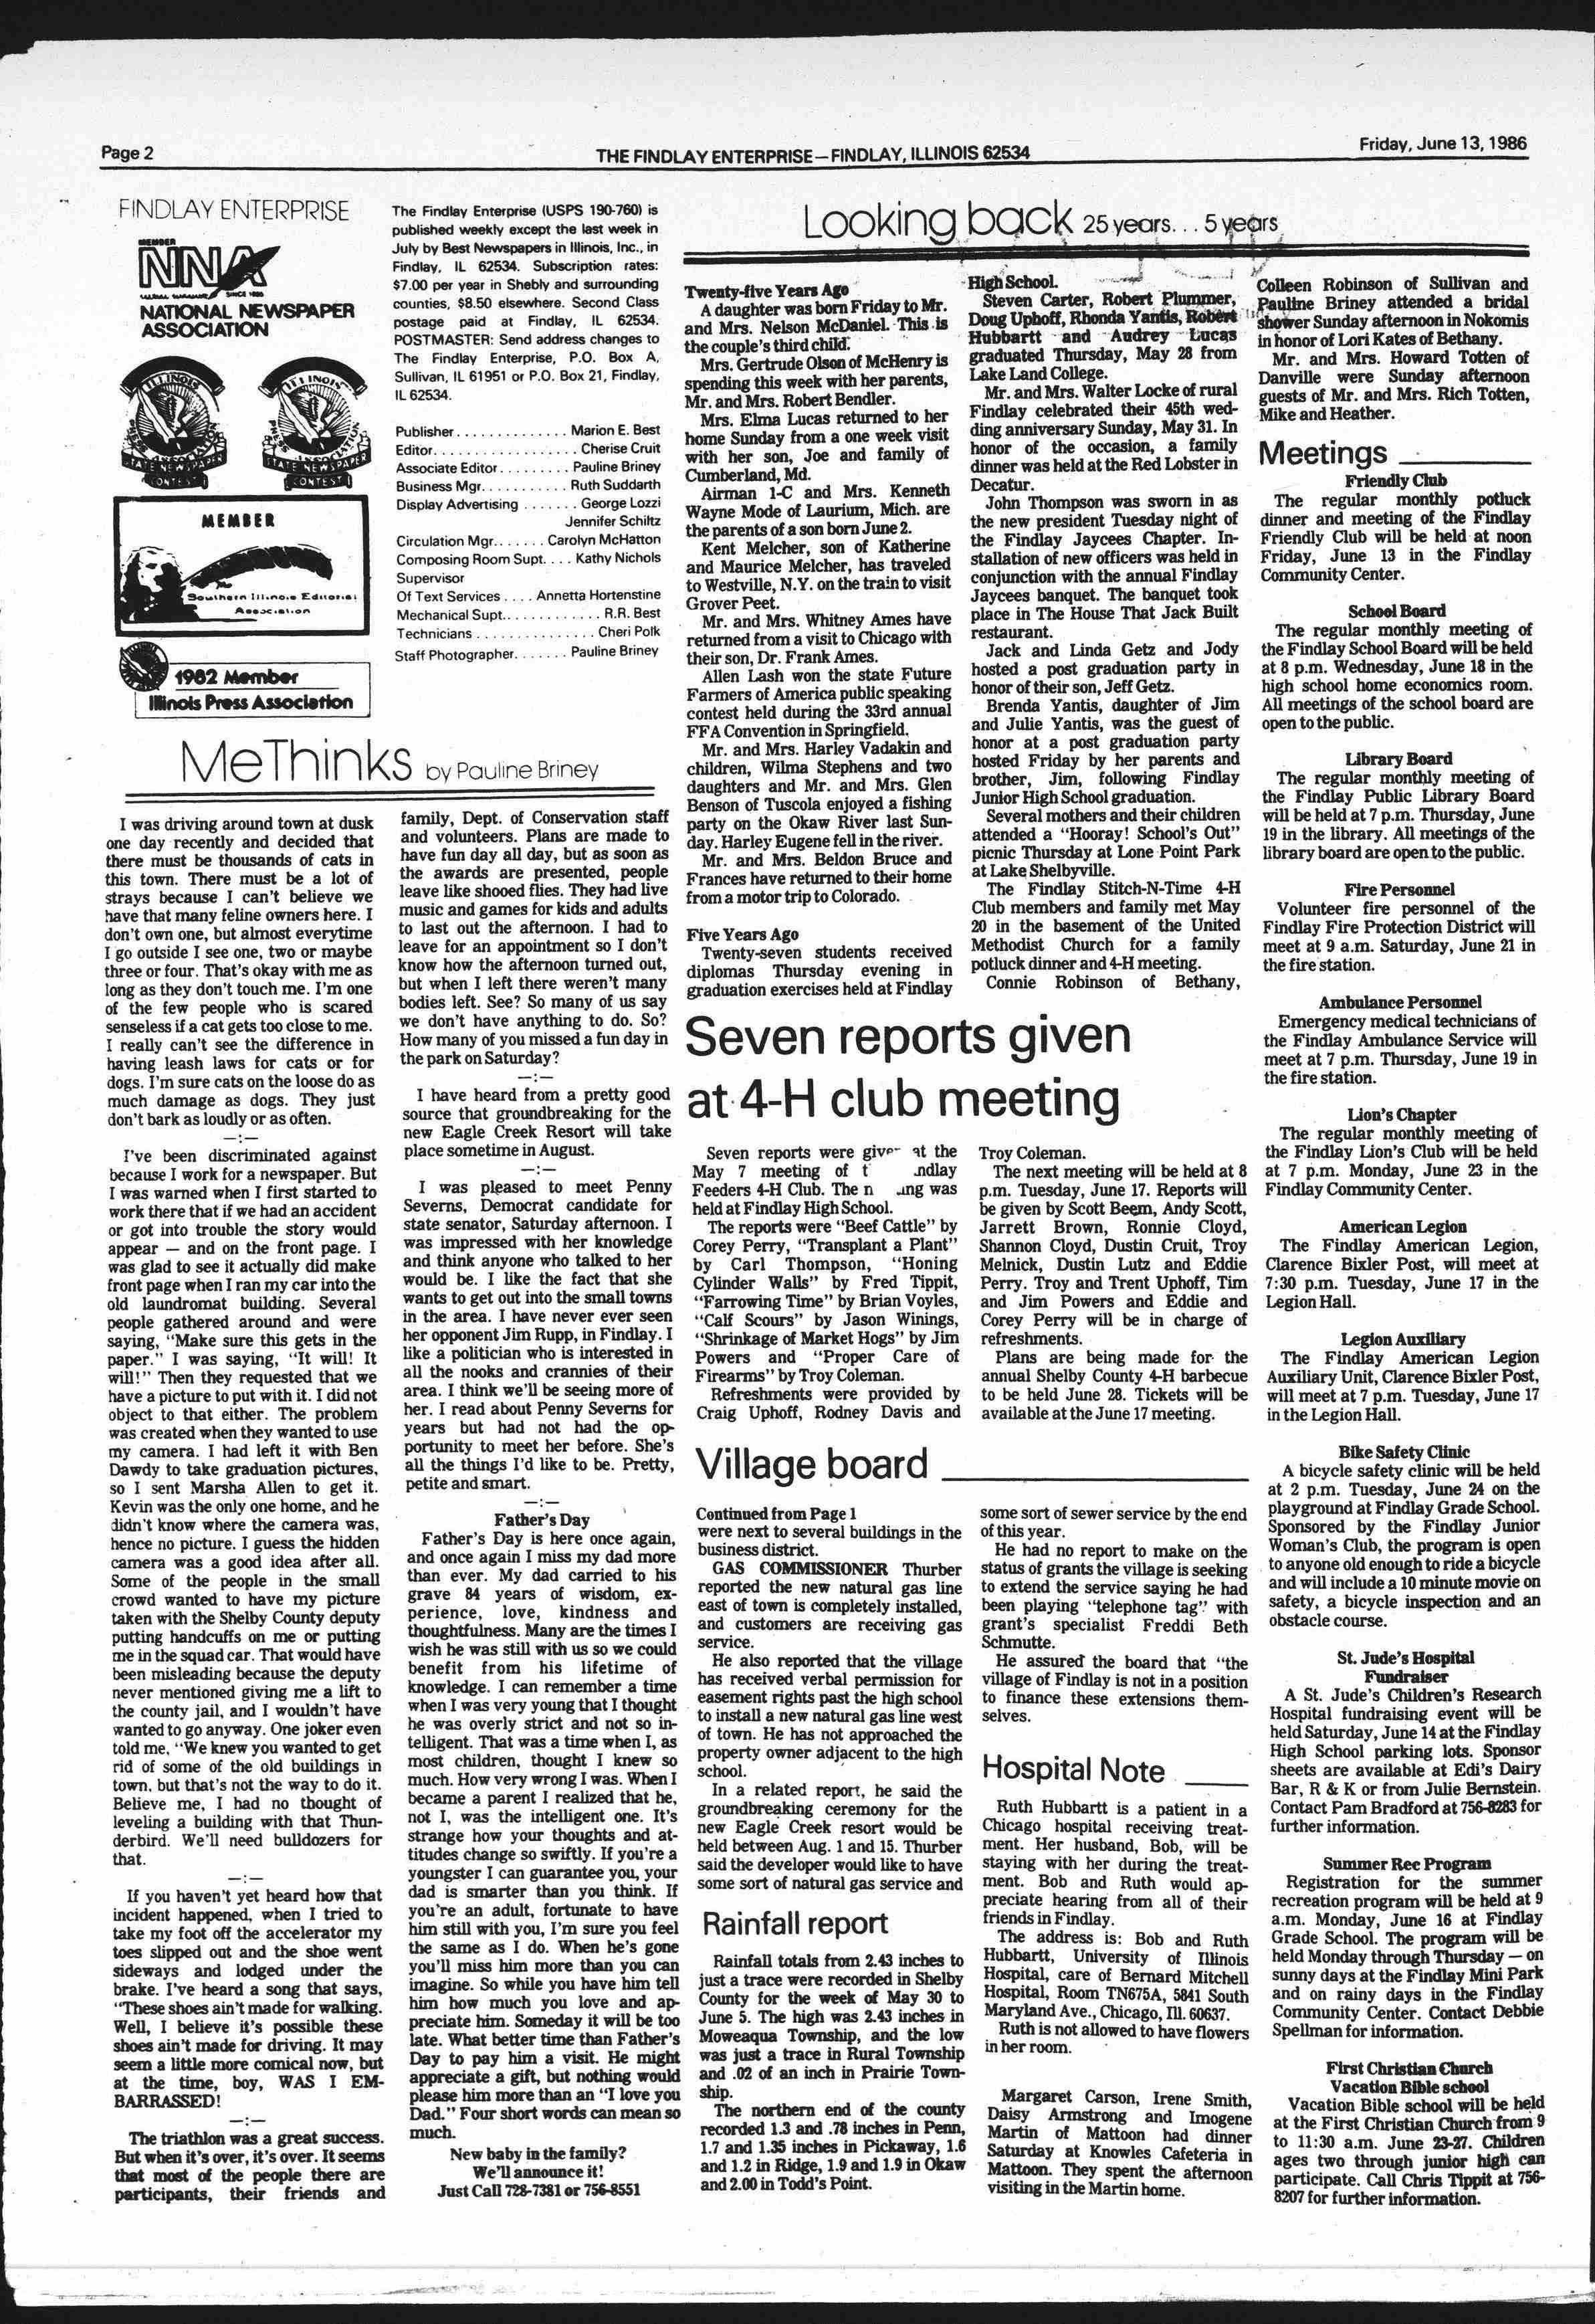 Page 2
THE FINDLAY ENTERPRISE—FINDLAY, ILLINOIS 62534
Friday, June 13, 1986
FINDLAY ENTERPRISE
MEMBER
NNA
SINCE 1885
NATIONAL NEWSPAPER
ASSOCIATION
ILLINOIS
PRESS ASSOCIATION
STATE NEWSPAPER
CONTEST
ILLINOIS
PRESS ASSOCIATION
STATE NEWSPAPER
CONTEST
MEMBER
The
Southern Illinois Editorial
Association
1982 Member
Illinois Press Association
The Findlay Enterprise (USPS 190-760) is
published weekly except the last week in
July by Best Newspapers in Illinois, Inc., in
Findlay, IL 62534. Subscription rates:
$7.00 per year in Shebly and surrounding
counties, $8.50 elsewhere. Second Class
postage paid at Findlay, IL 62534.
POSTMASTER: Send address changes to
The Findlay Enterprise, P.O. Box A,
Sullivan, IL 61951 or P.O. Box 21, Findlay,
IL 62534.
Publisher . . . . . . . . . . . . . . Marion E. Best
Editor. . . . . . . . . . . . . . . . . . Cherise Cruit
Associate Editor. . . . . . . . . Pauline Briney
Business Mgr. . . . . . . . . . . Ruth Suddarth
Display Advertising . . . . . . . George Lozzi
Jennifer Schiltz
Circulation Mgr. . . . . . Carolyn McHatton
Composing Room Supt. . . . Kathy Nichols
Supervisor
Of Text Services . . . . Annetta Hortenstine
Mechanical Supt. . . . . . . . . . . . . R.R. Best
Technicians . . . . . . . . . . . . . . . Cheri Polk
Staff Photographer. . . . . . . Pauline Briney
MeThinks by Pauline Briney
I was driving around town at dusk
one day recently and decided that
there must be thousands of cats in
this town. There must be a lot of
strays because I can't believe we
have that many feline owners here. I
don't own one, but almost everytime
I go outside I see one, two or maybe
three or four. That's okay with me as
long as they don't touch me. I'm one
of the few people who is scared
senseless if a cat gets too close to me.
I really can't see the difference in
having leash laws for cats or for
dogs. I'm sure cats on the loose do as
much damage as dogs. They just
don't bark as loudly or as often.
—:—
I've been discriminated against
because I work for a newspaper. But
I was warned when I first started to
work there that if we had an accident
or got into trouble the story would
appear — and on the front page. I
was glad to see it actually did make
front page when I ran my car into the
old laundromat building. Several
people gathered around and were
saying, "Make sure this gets in the
paper." I was saying, "It will! It
will!" Then they requested that we
have a picture to put with it. I did not
object to that either. The problem
was created when they wanted to use
my camera. I had left it with Ben
Dawdy to take graduation pictures,
so I sent Marsha Allen to get it.
Kevin was the only one home, and he
didn't know where the camera was,
hence no picture. I guess the hidden
camera was a good idea after all.
Some of the people in the small
crowd wanted to have my picture
taken with the Shelby County deputy
putting handcuffs on me or putting
me in the squad car. That would have
been misleading because the deputy
never mentioned giving me a lift to
the county jail, and I wouldn't have
wanted to go anyway. One joker even
told me, "We knew you wanted to get
rid of some of the old buildings in
town, but that's not the way to do it.
Believe me, I had no thought of
leveling a building with that Thun-
derbird. We'll need bulldozers for
that.
—:—
If you haven't yet heard how that
incident happened, when I tried to
take my foot off the accelerator my
toes slipped out and the shoe went
sideways and lodged under the
brake. I've heard a song that says,
"These shoes ain't made for walking.
Well, I believe it's possible these
shoes ain't made for driving. It may
seem a little more comical now, but
at the time, boy, WAS I EM-
BARRASSED!
—:—
The triathlon was a great success.
But when it's over, it's over. It seems
that most of the people there are
participants, their friends and
family, Dept. of Conservation staff
and volunteers. Plans are made to
have fun day all day, but as soon as
the awards are presented, people
leave like shooed flies. They had live
music and games for kids and adults
to last out the afternoon. I had to
leave for an appointment so I don't
know how the afternoon turned out,
but when I left there weren't many
bodies left. See? So many of us say
we don't have anything to do. So?
How many of you missed a fun day in
the park on Saturday?
—:—
I have heard from a pretty good
source that groundbreaking for the
new Eagle Creek Resort will take
place sometime in August.
—:—
I was pleased to meet Penny
Severns, Democrat candidate for
state senator, Saturday afternoon. I
was impressed with her knowledge
and think anyone who talked to her
would be. I like the fact that she
wants to get out into the small towns
in the area. I have never ever seen
her opponent Jim Rupp, in Findlay. I
like a politician who is interested in
all the nooks and crannies of their
area. I think we'll be seeing more of
her. I read about Penny Severns for
years but had not had the op-
portunity to meet her before. She's
all the things I'd like to be. Pretty,
petite and smart.
—:—
Father's Day
Father's Day is here once again,
and once again I miss my dad more
than ever. My dad carried to his
grave 84 years of wisdom, ex-
perience, love, kindness and
thoughtfulness. Many are the times I
wish he was still with us so we could
benefit from his lifetime of
knowledge. I can remember a time
when I was very young that I thought
he was overly strict and not so in-
telligent. That was a time when I, as
most children, thought I knew so
much. How very wrong I was. When I
became a parent I realized that he,
not I, was the intelligent one. It's
strange how your thoughts and at-
titudes change so swiftly. If you're a
youngster I can guarantee you, your
dad is smarter than you think. If
you're an adult, fortunate to have
him still with you, I'm sure you feel
the same as I do. When he's gone
you'll miss him more than you can
imagine. So while you have him tell
him how much you love and ap-
preciate him. Someday it will be too
late. What better time than Father's
Day to pay him a visit. He might
appreciate a gift, but nothing would
please him more than an "I love you
Dad." Four short words can mean so
much.
New baby in the family?
We'll announce it!
Just Call 728-7381 or 756-8551
Looking back 25 years. . . 5 years
Twenty-five Years Ago
A daughter was born Friday to Mr.
and Mrs. Nelson McDaniel. This is
the couple's third child.
Mrs. Gertrude Olson of McHenry is
spending this week with her parents,
Mr. and Mrs. Robert Bendler.
Mrs. Elma Lucas returned to her
home Sunday from a one week visit
with her son, Joe and family of
Cumberland, Md.
Airman 1-C and Mrs. Kenneth
Wayne Mode of Laurium, Mich. are
the parents of a son born June 2.
Kent Melcher, son of Katherine
and Maurice Melcher, has traveled
to Westville, N.Y. on the train to visit
Grover Peet.
Mr. and Mrs. Whitney Ames have
returned from a visit to Chicago with
their son, Dr. Frank Ames.
Allen Lash won the state Future
Farmers of America public speaking
contest held during the 33rd annual
FFA Convention in Springfield.
Mr. and Mrs. Harley Vadakin and
children, Wilma Stephens and two
daughters and Mr. and Mrs. Glen
Benson of Tuscola enjoyed a fishing
party on the Okaw River last Sun-
day. Harley Eugene fell in the river.
Mr. and Mrs. Beldon Bruce and
Frances have returned to their home
from a motor trip to Colorado.
Five Years Ago
Twenty-seven students received
diplomas Thursday evening in
graduation exercises held at Findlay
High School.
Steven Carter, Robert Plummer,
Doug Uphoff, Rhonda Yantis, Robert
Hubbartt and Audrey Lucas
graduated Thursday, May 28 from
Lake Land College.
Mr. and Mrs. Walter Locke of rural
Findlay celebrated their 45th wed-
ding anniversary Sunday, May 31. In
honor of the occasion, a family
dinner was held at the Red Lobster in
Decatur.
John Thompson was sworn in as
the new president Tuesday night of
the Findlay Jaycees Chapter. In-
stallation of new officers was held in
conjunction with the annual Findlay
Jaycees banquet. The banquet took
place in The House That Jack Built
restaurant.
Jack and Linda Getz and Jody
hosted a post graduation party in
honor of their son, Jeff Getz.
Brenda Yantis, daughter of Jim
and Julie Yantis, was the guest of
honor at a post graduation party
hosted Friday by her parents and
brother, Jim, following Findlay
Junior High School graduation.
Several mothers and their children
attended a "Hooray! School's Out"
picnic Thursday at Lone Point Park
at Lake Shelbyville.
The Findlay Stitch-N-Time 4-H
Club members and family met May
20 in the basement of the United
Methodist Church for a family
potluck dinner and 4-H meeting.
Connie Robinson of Bethany,
Colleen Robinson of Sullivan and
Pauline Briney attended a bridal
shower Sunday afternoon in Nokomis
in honor of Lori Kates of Bethany.
Mr. and Mrs. Howard Totten of
Danville were Sunday afternoon
guests of Mr. and Mrs. Rich Totten,
Mike and Heather.
Seven reports given
at 4-H club meeting
Seven reports were at the
May 7 meeting of
Feeders 4-H Club. The was
held at Findlay High School.
The reports were "Beef Cattle" by
Corey Perry, "Transplant a Plant"
by Carl Thompson, "Honing
Cylinder Walls" by Fred Tippit,
"Farrowing Time" by Brian Voyles,
"Calf Scours" by Jason Winings,
"Shrinkage of Market Hogs" by Jim
Powers and "Proper Care of
Firearms" by Troy Coleman.
Refreshments were provided by
Craig Uphoff, Rodney Davis and
Troy Coleman.
The next meeting will be held at 8
p.m. Tuesday, June 17. Reports will
be given by Scott Beem, Andy Scott,
Jarrett Brown, Ronnie Cloyd,
Shannon Cloyd, Dustin Cruit, Troy
Melnick, Dustin Lutz and Eddie
Perry. Troy and Trent Uphoff, Tim
and Jim Powers and Eddie and
Corey Perry will be in charge of
refreshments.
Plans are being made for the
annual Shelby County 4-H barbecue
to be held June 28. Tickets will be
available at the June 17 meeting.
Village board
Continued from Page 1
were next to several buildings in the
business district.
GAS COMMISSIONER Thurber
reported the new natural gas line
east of town is completely installed,
and customers are receiving gas
service.
He also reported that the village
has received verbal permission for
easement rights past the high school
to install a new natural gas line west
of town. He has not approached the
property owner adjacent to the high
school.
In a related report, he said the
groundbreaking ceremony for the
new Eagle Creek resort would be
held between Aug. 1 and 15. Thurber
said the developer would like to have
some sort of natural gas service and
some sort of sewer service by the end
of this year.
He had no report to make on the
status of grants the village is seeking
to extend the service saying he had
been playing "telephone tag" with
grant's specialist Freddi Beth
Schmutte.
He assured the board that "the
village of Findlay is not in a position
to finance these extensions them-
selves.
Rainfall report
Rainfall totals from 2.43 inches to
just a trace were recorded in Shelby
County for the week of May 30 to
June 5. The high was 2.43 inches in
Moweaqua Township, and the low
was just a trace in Rural Township
and .02 of an inch in Prairie Town-
ship.
The northern end of the county
recorded 1.3 and .78 inches in Penn,
1.7 and 1.35 inches in Pickaway, 1.6
and 1.2 in Ridge, 1.9 and 1.9 in Okaw
and 2.00 in Todd's Point.
Hospital Note
Ruth Hubbartt is a patient in a
Chicago hospital receiving treat-
ment. Her husband, Bob, will be
staying with her during the treat-
ment. Bob and Ruth would ap-
preciate hearing from all of their
friends in Findlay.
The address is: Bob and Ruth
Hubbartt, University of Illinois
Hospital, care of Bernard Mitchell
Hospital, Room TN675A, 5841 South
Maryland Ave., Chicago, Ill. 60637.
Ruth is not allowed to have flowers
in her room.
Margaret Carson, Irene Smith,
Daisy Armstrong and Imogene
Martin of Mattoon had dinner
Saturday at Knowles Cafeteria in
Mattoon. They spent the afternoon
visiting in the Martin home.
Meetings
Friendly Club
The regular monthly potluck
dinner and meeting of the Findlay
Friendly Club will be held at noon
Friday, June 13 in the Findlay
Community Center.
School Board
The regular monthly meeting of
the Findlay School Board will be held
at 8 p.m. Wednesday, June 18 in the
high school home economics room.
All meetings of the school board are
open to the public.
Library Board
The regular monthly meeting of
the Findlay Public Library Board
will be held at 7 p.m. Thursday, June
19 in the library. All meetings of the
library board are open to the public.
Fire Personnel
Volunteer fire personnel of the
Findlay Fire Protection District will
meet at 9 a.m. Saturday, June 21 in
the fire station.
Ambulance Personnel
Emergency medical technicians of
the Findlay Ambulance Service will
meet at 7 p.m. Thursday, June 19 in
the fire station.
Lion's Chapter
The regular monthly meeting of
the Findlay Lion's Club will be held
at 7 p.m. Monday, June 23 in the
Findlay Community Center.
American Legion
The Findlay American Legion,
Clarence Bixler Post, will meet at
7:30 p.m. Tuesday, June 17 in the
Legion Hall.
Legion Auxiliary
The Findlay American Legion
Auxiliary Unit, Clarence Bixler Post,
will meet at 7 p.m. Tuesday, June 17
in the Legion Hall.
Bike Safety Clinic
A bicycle safety clinic will be held
at 2 p.m. Tuesday, June 24 on the
playground at Findlay Grade School.
Sponsored by the Findlay Junior
Woman's Club, the program is open
to anyone old enough to ride a bicycle
and will include a 10 minute movie on
safety, a bicycle inspection and an
obstacle course.
St. Jude's Hospital
Fundraiser
A St. Jude's Children's Research
Hospital fundraising event will be
held Saturday, June 14 at the Findlay
High School parking lots. Sponsor
sheets are available at Edi's Dairy
Bar, R & K or from Julie Bernstein.
Contact Pam Bradford at 756-8283 for
further information.
Summer Rec Program
Registration for the summer
recreation program will be held at 9
a.m. Monday, June 16 at Findlay
Grade School. The program will be
held Monday through Thursday — on
sunny days at the Findlay Mini Park
and on rainy days in the Findlay
Community Center. Contact Debbie
Spellman for information.
First Christian Church
Vacation Bible school
Vacation Bible school will be held
at the First Christian Church from 9
to 11:30 a.m. June 23-27. Children
ages two through junior high can
participate. Call Chris Tippit at 756-
8207 for further information.